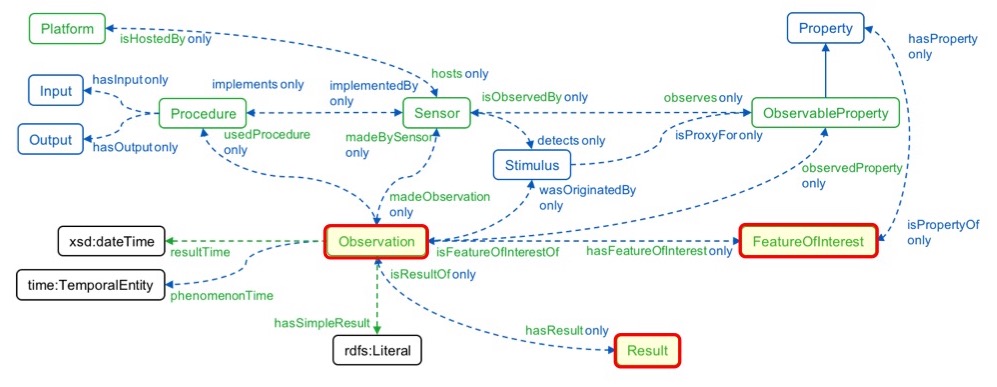 Platform
isHostedBy only
Property
hasProperty
only
hosts only
Input
hasInput only
implements only
implementedBy
only
isObservedBy only
observes only
Procedure
Sensor
ObservableProperty
Output
hasOutput only
usedProcedure
only
madeBySensor
only
detects only
isProxyFor only
Stimulus
observedProperty
only
madeObservation
only
wasOriginatedBy
only
isPropertyOf
only
xsd:dateTime
resultTime
Observation
isFeatureOfInterestOf
hasFeatureOfInterest only
FeatureOfInterest
isResultOf only
time:TemporalEntity
phenomenonTime
hasSimpleResult
hasResult only
rdfs:Literal
Result